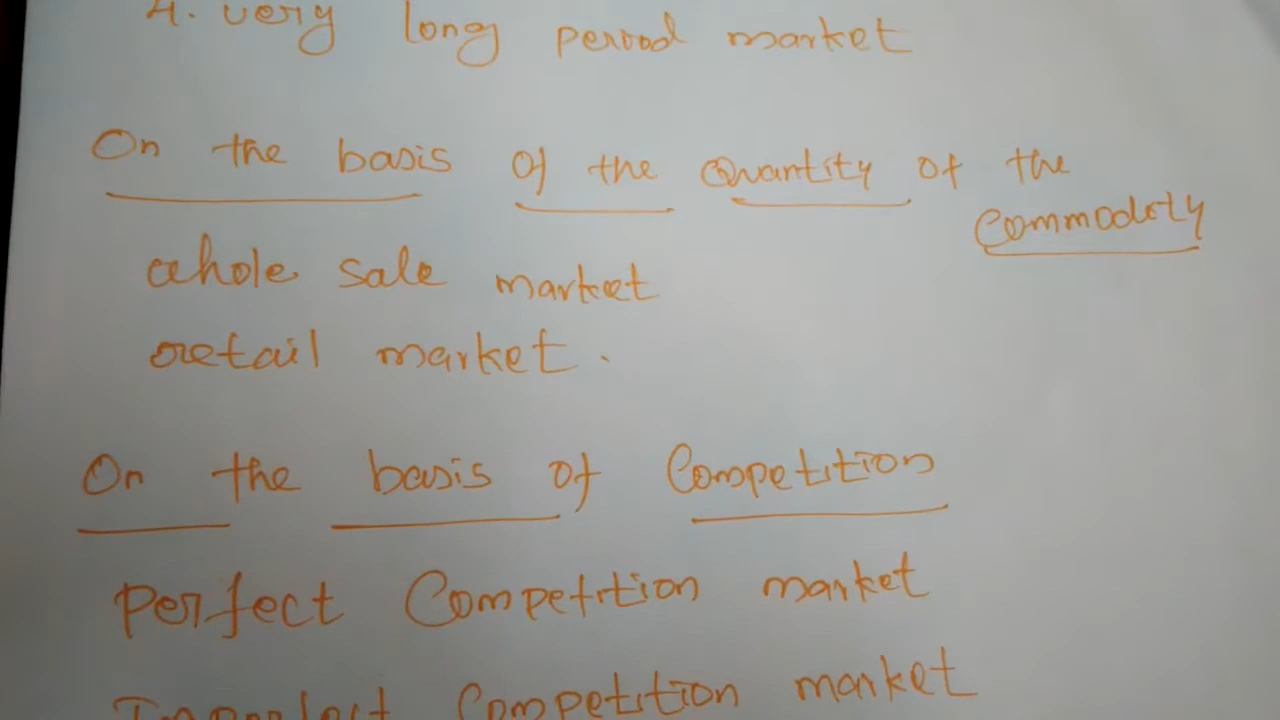 4. very long period market
On the basis of the Quantity of the
Commodity
whole sale market
retail market.
On the basis of Competition
Perfect Competition market
Imperfect Competition market